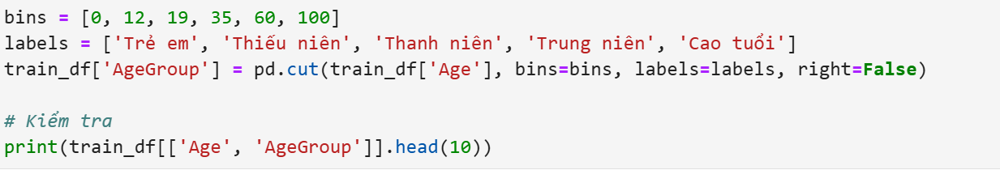 bins = [0, 12, 19, 35, 60, 100]
labels = ['Trẻ em', 'Thiếu niên', 'Thanh niên', 'Trung niên', 'Cao tuổi']
train_df['AgeGroup'] = pd.cut(train_df['Age'], bins=bins, labels=labels, right=False)
# Kiểm tra
print(train_df[['Age', 'AgeGroup']].head(10))